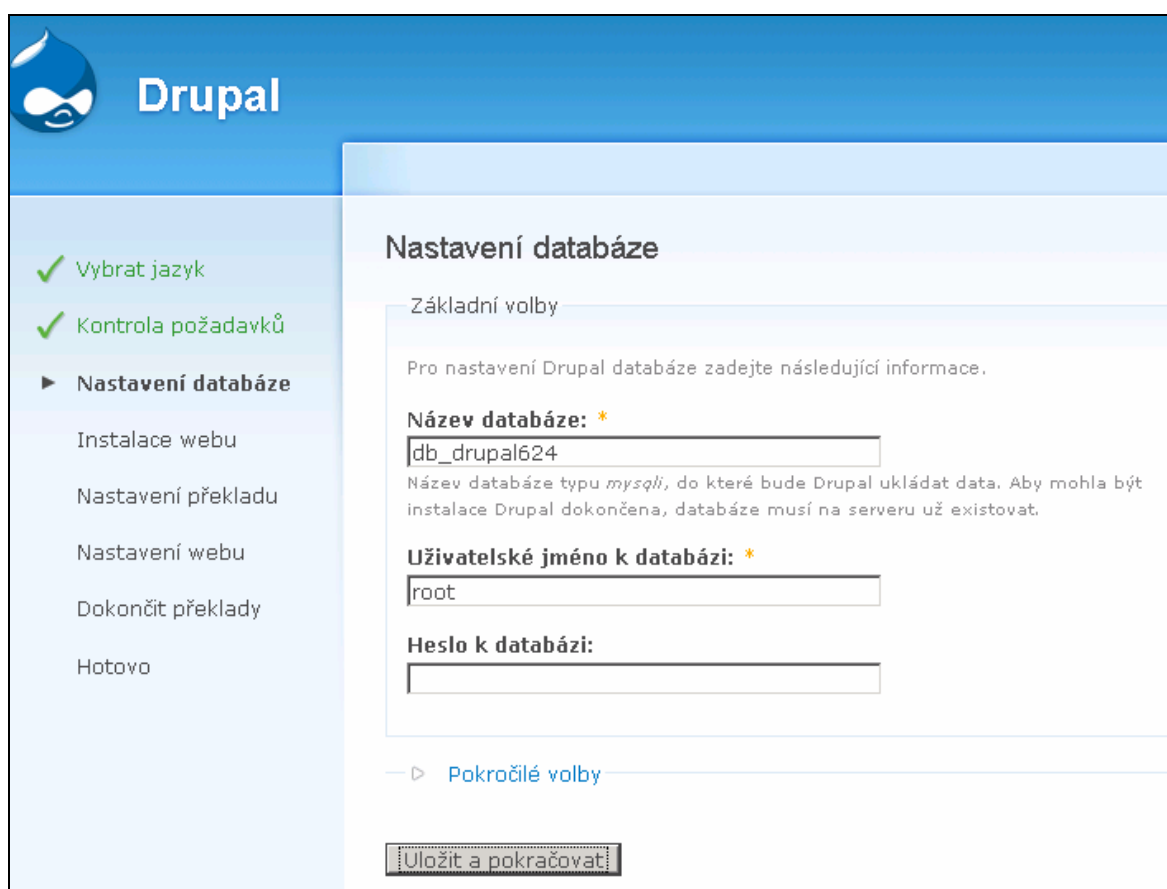 Drupal
Vybrat jazyk
Kontrola požadavků
Nastavení databáze
Instalace webu
Nastavení překladu
Nastavení webu
Dokončit překlady
Hotovo
Nastavení databáze
Základní volby
Pro nastavení Drupal databáze zadejte následující informace.
Název databáze: *
db_drupal624
Název databáze typu mysqli, do které bude Drupal ukládat data. Aby mohla být
instalace Drupal dokončena, databáze musí na serveru už existovat.
Uživatelské jméno k databázi: *
root
Heslo k databázi:
Pokročilé volby
Uložit a pokračovat